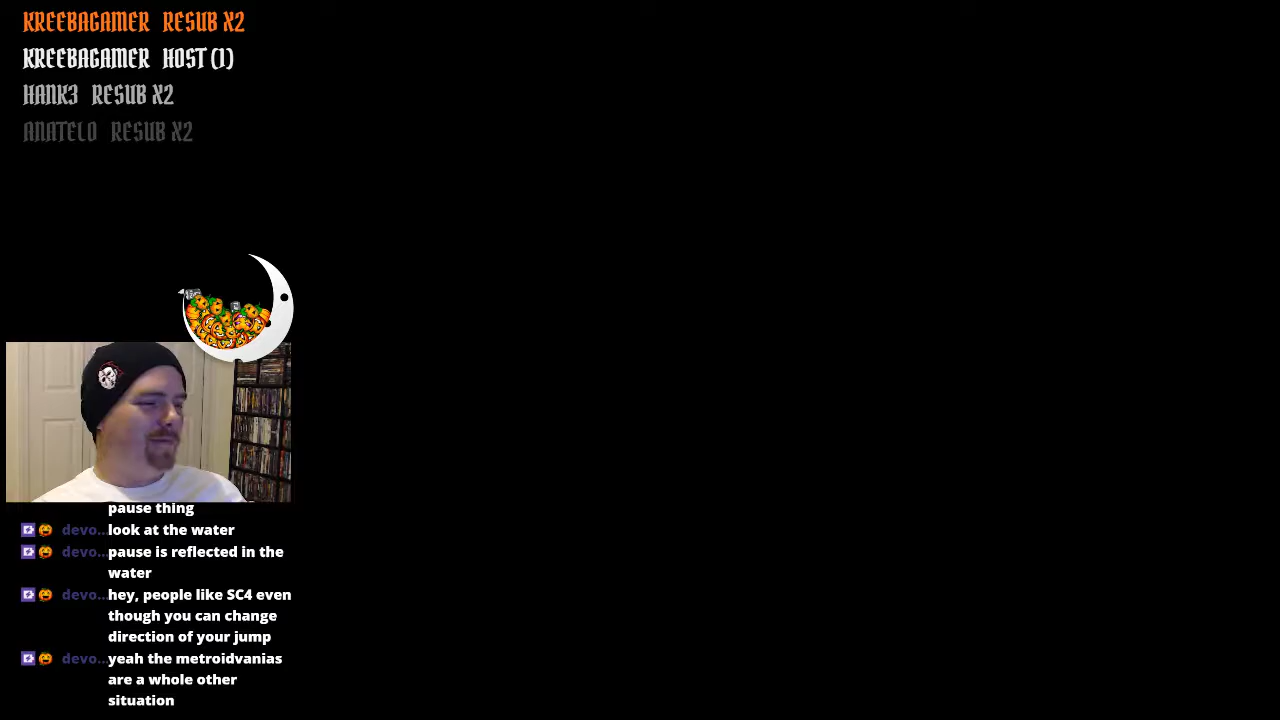 KREEBAGAMER RESUB X2
KREEBAGAMER HOST (1)
HANK3 RESUB X2
ANATELO RESUB X2
pause thing
devo... look at the water
devo... pause is reflected in the
water
devo... hey, people like SC4 even
though you can change
direction of your jump
devo... yeah the metroidvanias
are a whole other
situation